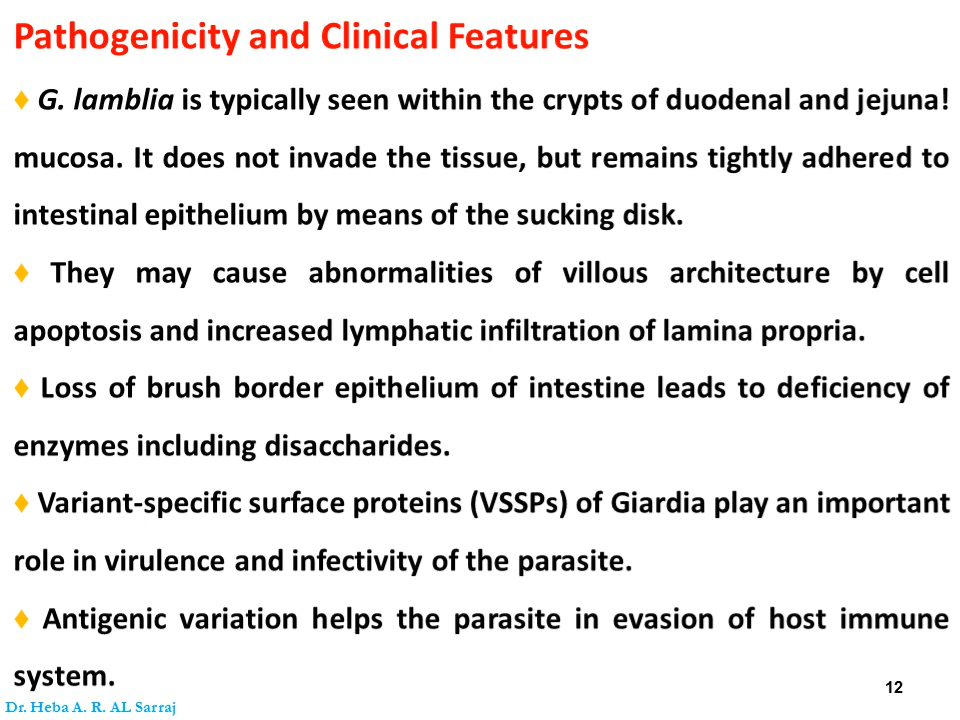 Pathogenicity and Clinical Features
♦ G. lamblia is typically seen within the crypts of duodenal and jejuna!
mucosa. It does not invade the tissue, but remains tightly adhered to
intestinal epithelium by means of the sucking disk.
♦ They may cause abnormalities of villous architecture by cell
apoptosis and increased lymphatic infiltration of lamina propria.
♦ Loss of brush border epithelium of intestine leads to deficiency of
enzymes including disaccharides.
♦ Variant-specific surface proteins (VSSPs) of Giardia play an important
role in virulence and infectivity of the parasite.
♦ Antigenic variation helps the parasite in evasion of host immune
system.
12
Dr. Heba A. R. AL Sarraj